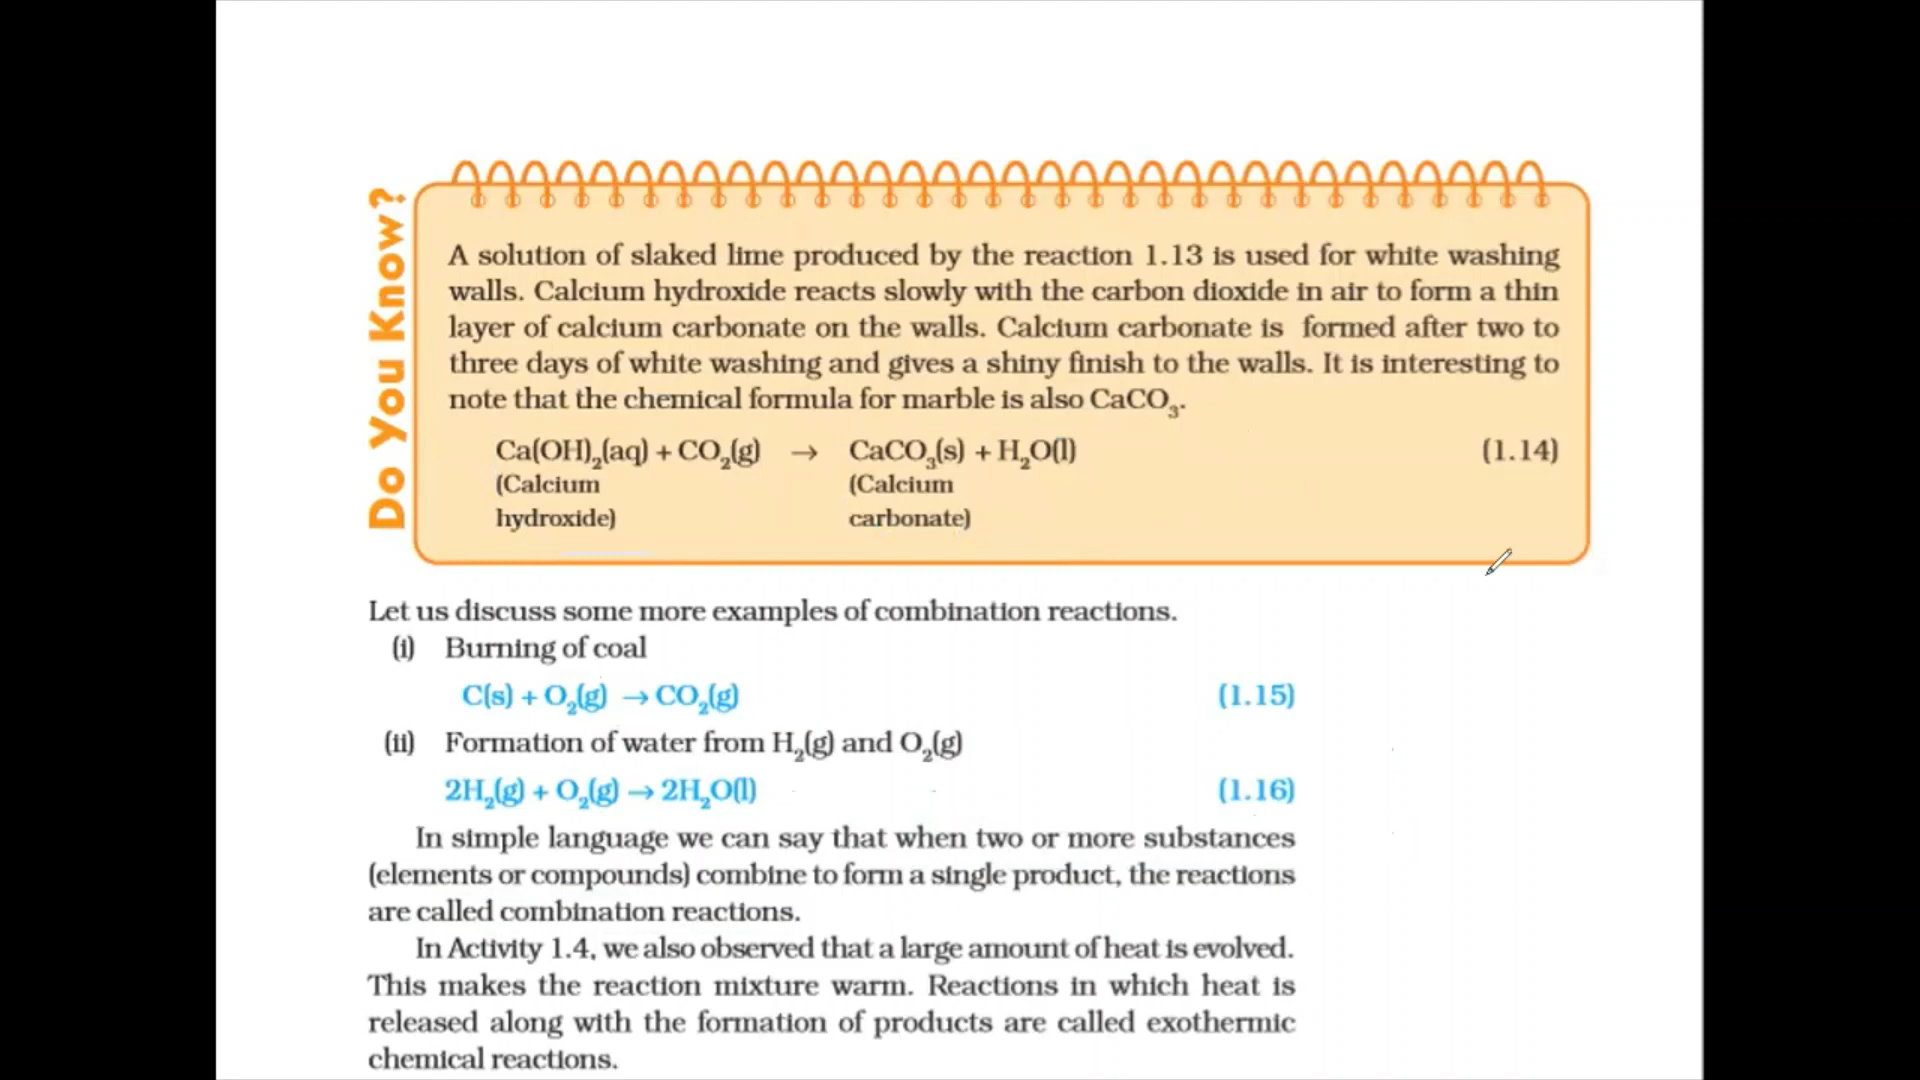 Do You Know?
A solution of slaked lime produced by the reaction 1.13 is used for white washing
walls. Calcium hydroxide reacts slowly with the carbon dioxide in air to form a thin
layer of calcium carbonate on the walls. Calcium carbonate is formed after two to
three days of white washing and gives a shiny finish to the walls. It is interesting to
note that the chemical formula for marble is also CaCO₃.
Ca(OH)₂(aq) + CO₂(g) → CaCO₃(s) + H₂O(l) (1.14)
(Calcium (Calcium
hydroxide) carbonate)
Let us discuss some more examples of combination reactions.
(i) Burning of coal
C(s) + O₂(g) → CO₂(g) (1.15)
(ii) Formation of water from H₂(g) and O₂(g)
2H₂(g) + O₂(g) → 2H₂O(l) (1.16)
In simple language we can say that when two or more substances
(elements or compounds) combine to form a single product, the reactions
are called combination reactions.
In Activity 1.4, we also observed that a large amount of heat is evolved.
This makes the reaction mixture warm. Reactions in which heat is
released along with the formation of products are called exothermic
chemical reactions.